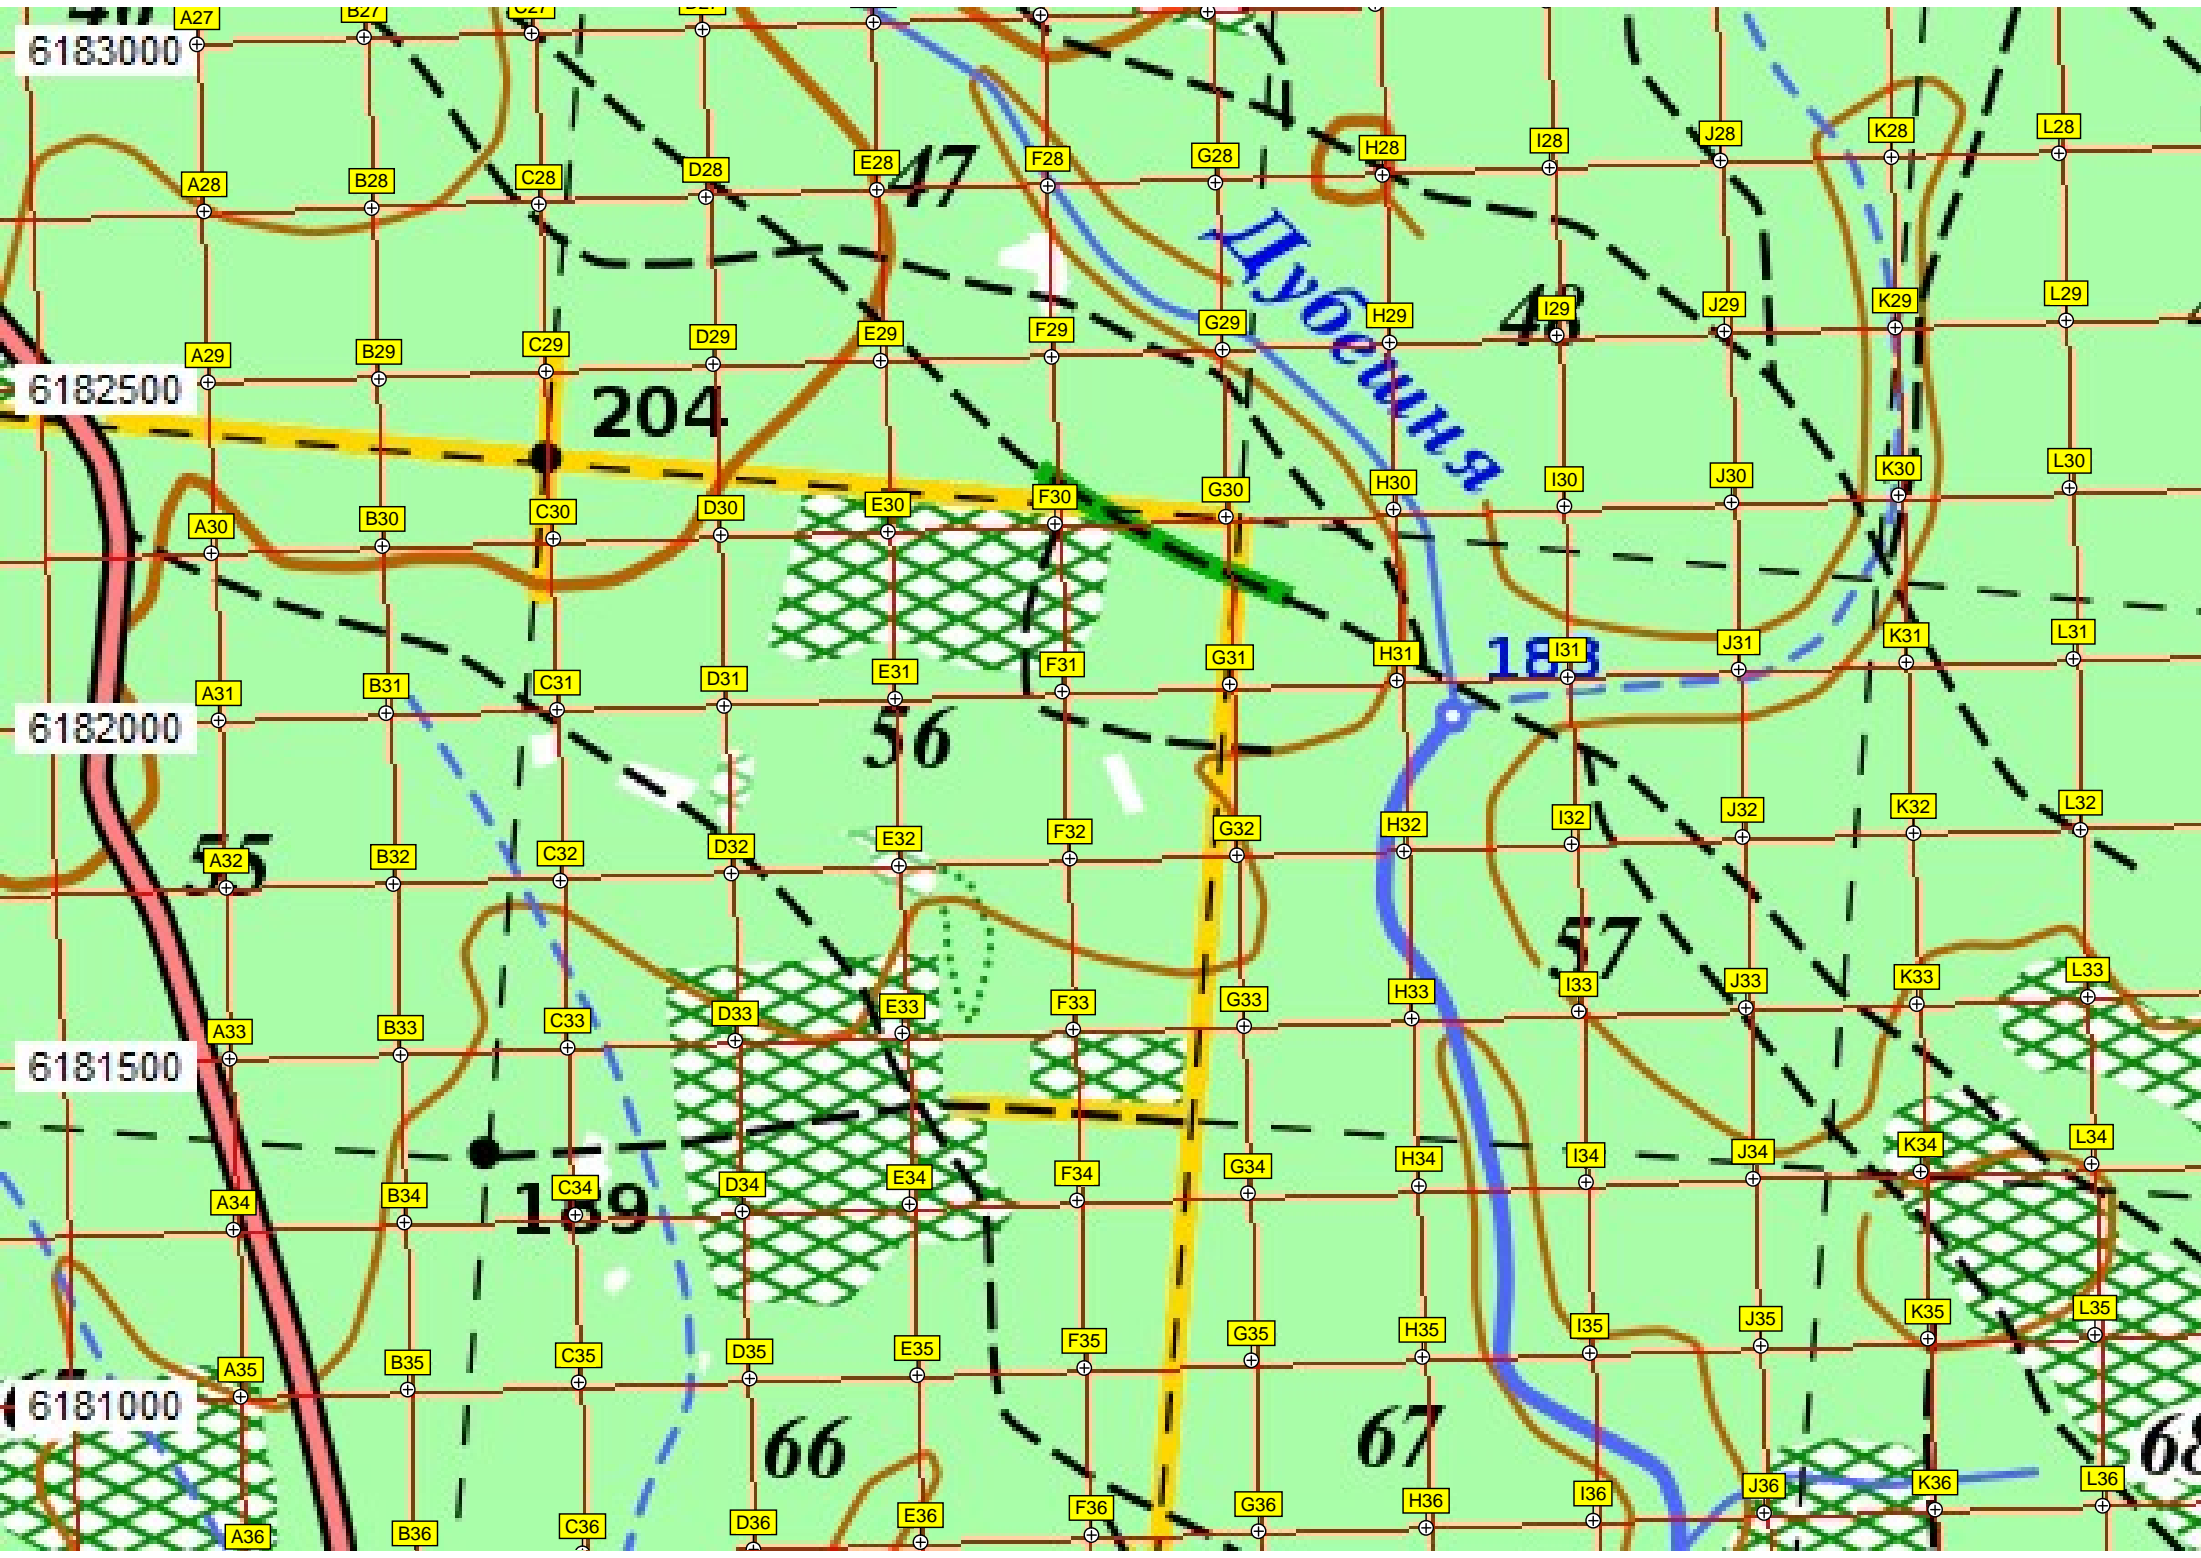 A27 B27 C27 D27
6183000
A28 B28 C28 D28 E28 F28 G28 H28 I28 J28 K28 L28
47
Дубешня
A29 B29 C29 D29 E29 F29 G29 H29 I29 J29 K29 L29
48
6182500
204
A30 B30 C30 D30 E30 F30 G30 H30 I30 J30 K30 L30
A31 B31 C31 D31 E31 F31 G31 H31 I31 J31 K31 L31
188
6182000
56
A32 B32 C32 D32 E32 F32 G32 H32 I32 J32 K32 L32
55
57
A33 B33 C33 D33 E33 F33 G33 H33 I33 J33 K33 L33
6181500
A34 B34 C34 D34 E34 F34 G34 H34 I34 J34 K34 L34
A35 B35 C35 D35 E35 F35 G35 H35 I35 J35 K35 L35
6181000
66
67
68
A36 B36 C36 D36 E36 F36 G36 H36 I36 J36 K36 L36